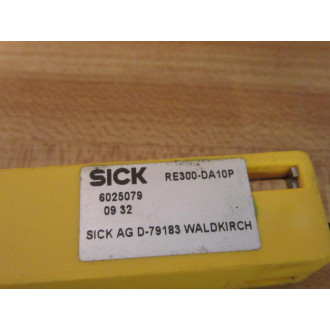 SICK RE300-DA10P
6025079
09 32
SICK AG D-79183 WALDKIRCH